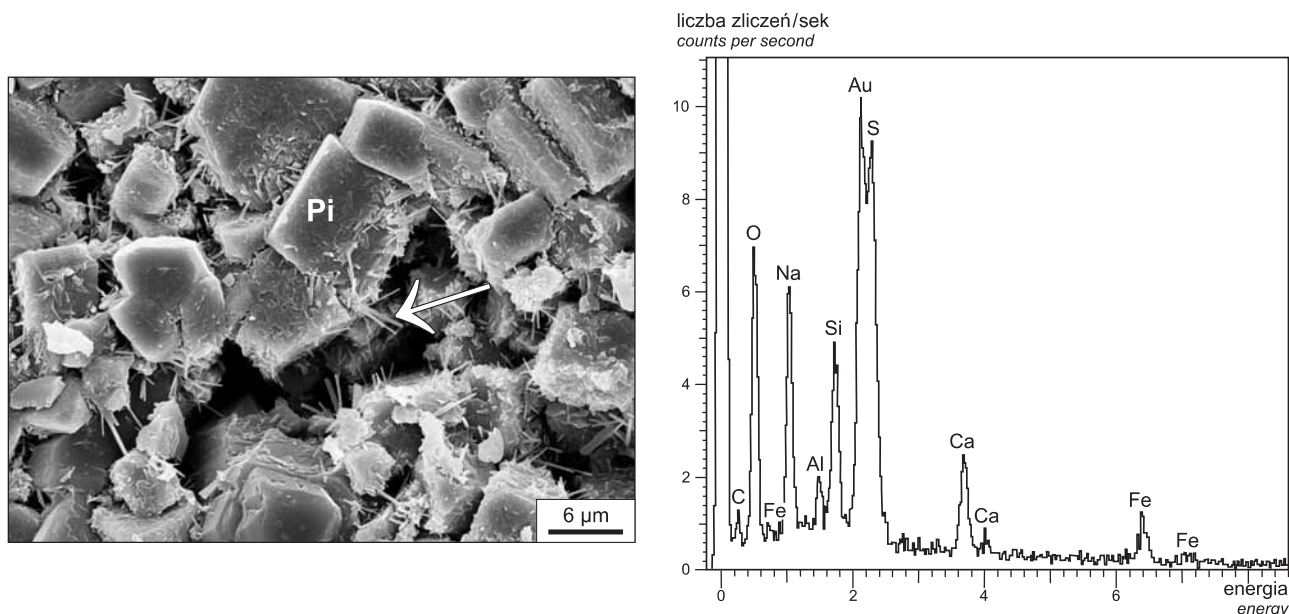 liczba zliczeń/sek
counts per second
Pi
6 µm
Au
10
S
8
O
Na
6
Si
4
Ca
Al
2
C
Fe
Ca
Fe
Fe
0
0
2
4
6
energia
energy